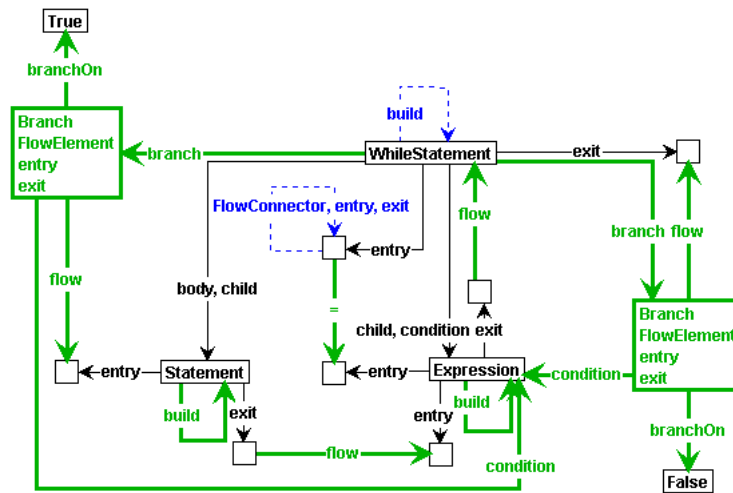 True
branchOn
build
Branch
FlowElement
entry
exit
branch
WhileStatement
exit
FlowConnector, entry, exit
flow
branch
flow
entry
flow
body, child
=
child, condition
exit
Branch
FlowElement
entry
exit
entry
Statement
entry
Expression
condition
build
exit
entry
build
branchOn
flow
condition
False